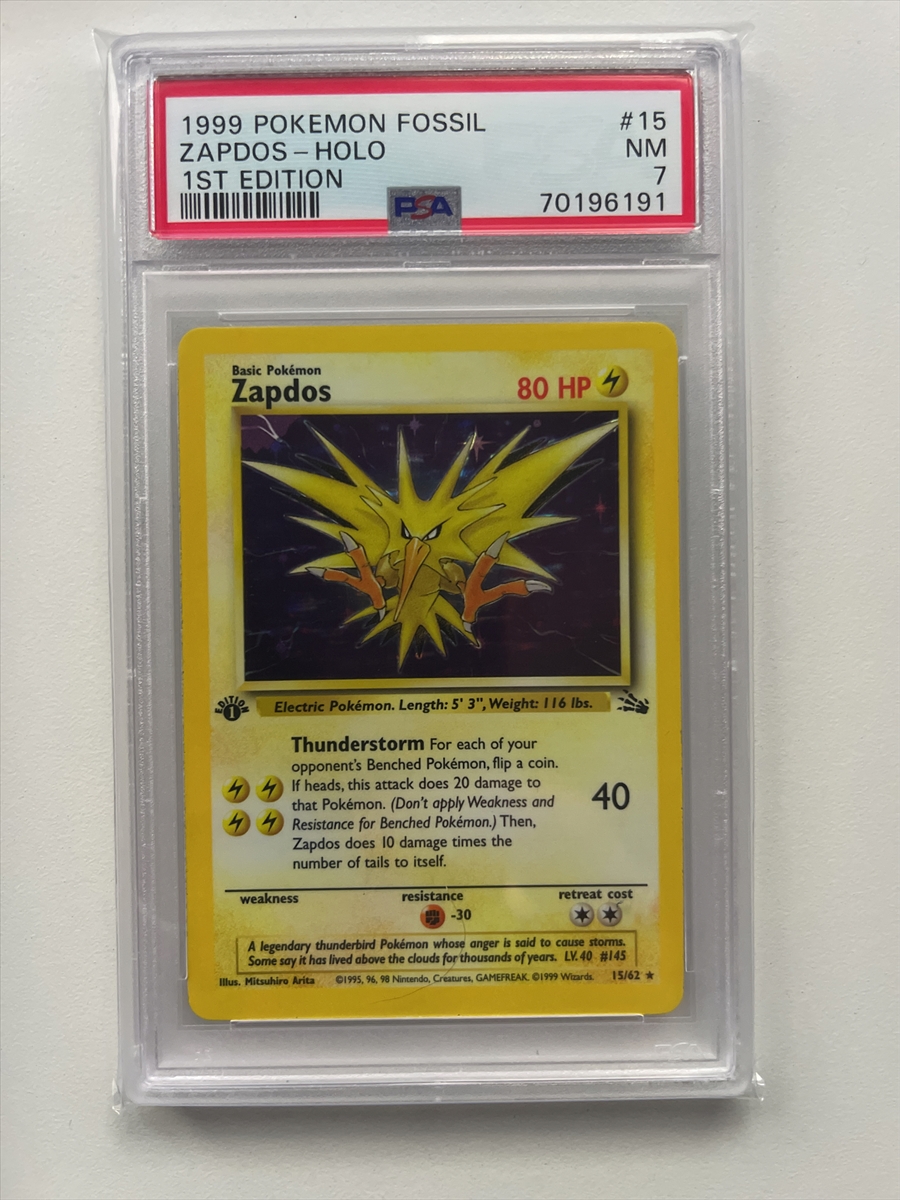 1999 POKEMON FOSSIL #15
ZAPDOS-HOLO NM
1ST EDITION 7
PSA 70196191
Basic Pokémon
Zapdos 80 HP
EDITION
1
Electric Pokémon. Length: 5' 3", Weight: 116 lbs.
Thunderstorm For each of your
opponent's Benched Pokémon, flip a coin.
If heads, this attack does 20 damage to
that Pokémon. (Don't apply Weakness and
Resistance for Benched Pokémon.) Then,
Zapdos does 10 damage times the
number of tails to itself.
40
weakness resistance retreat cost
-30
A legendary thunderbird Pokémon whose anger is said to cause storms.
Some say it has lived above the clouds for thousands of years. LV. 40 #145
Illus. Mitsuhiro Arita ©1995, 96, 98 Nintendo, Creatures, GAMEFREAK. ©1999 Wizards. 15/62 ★